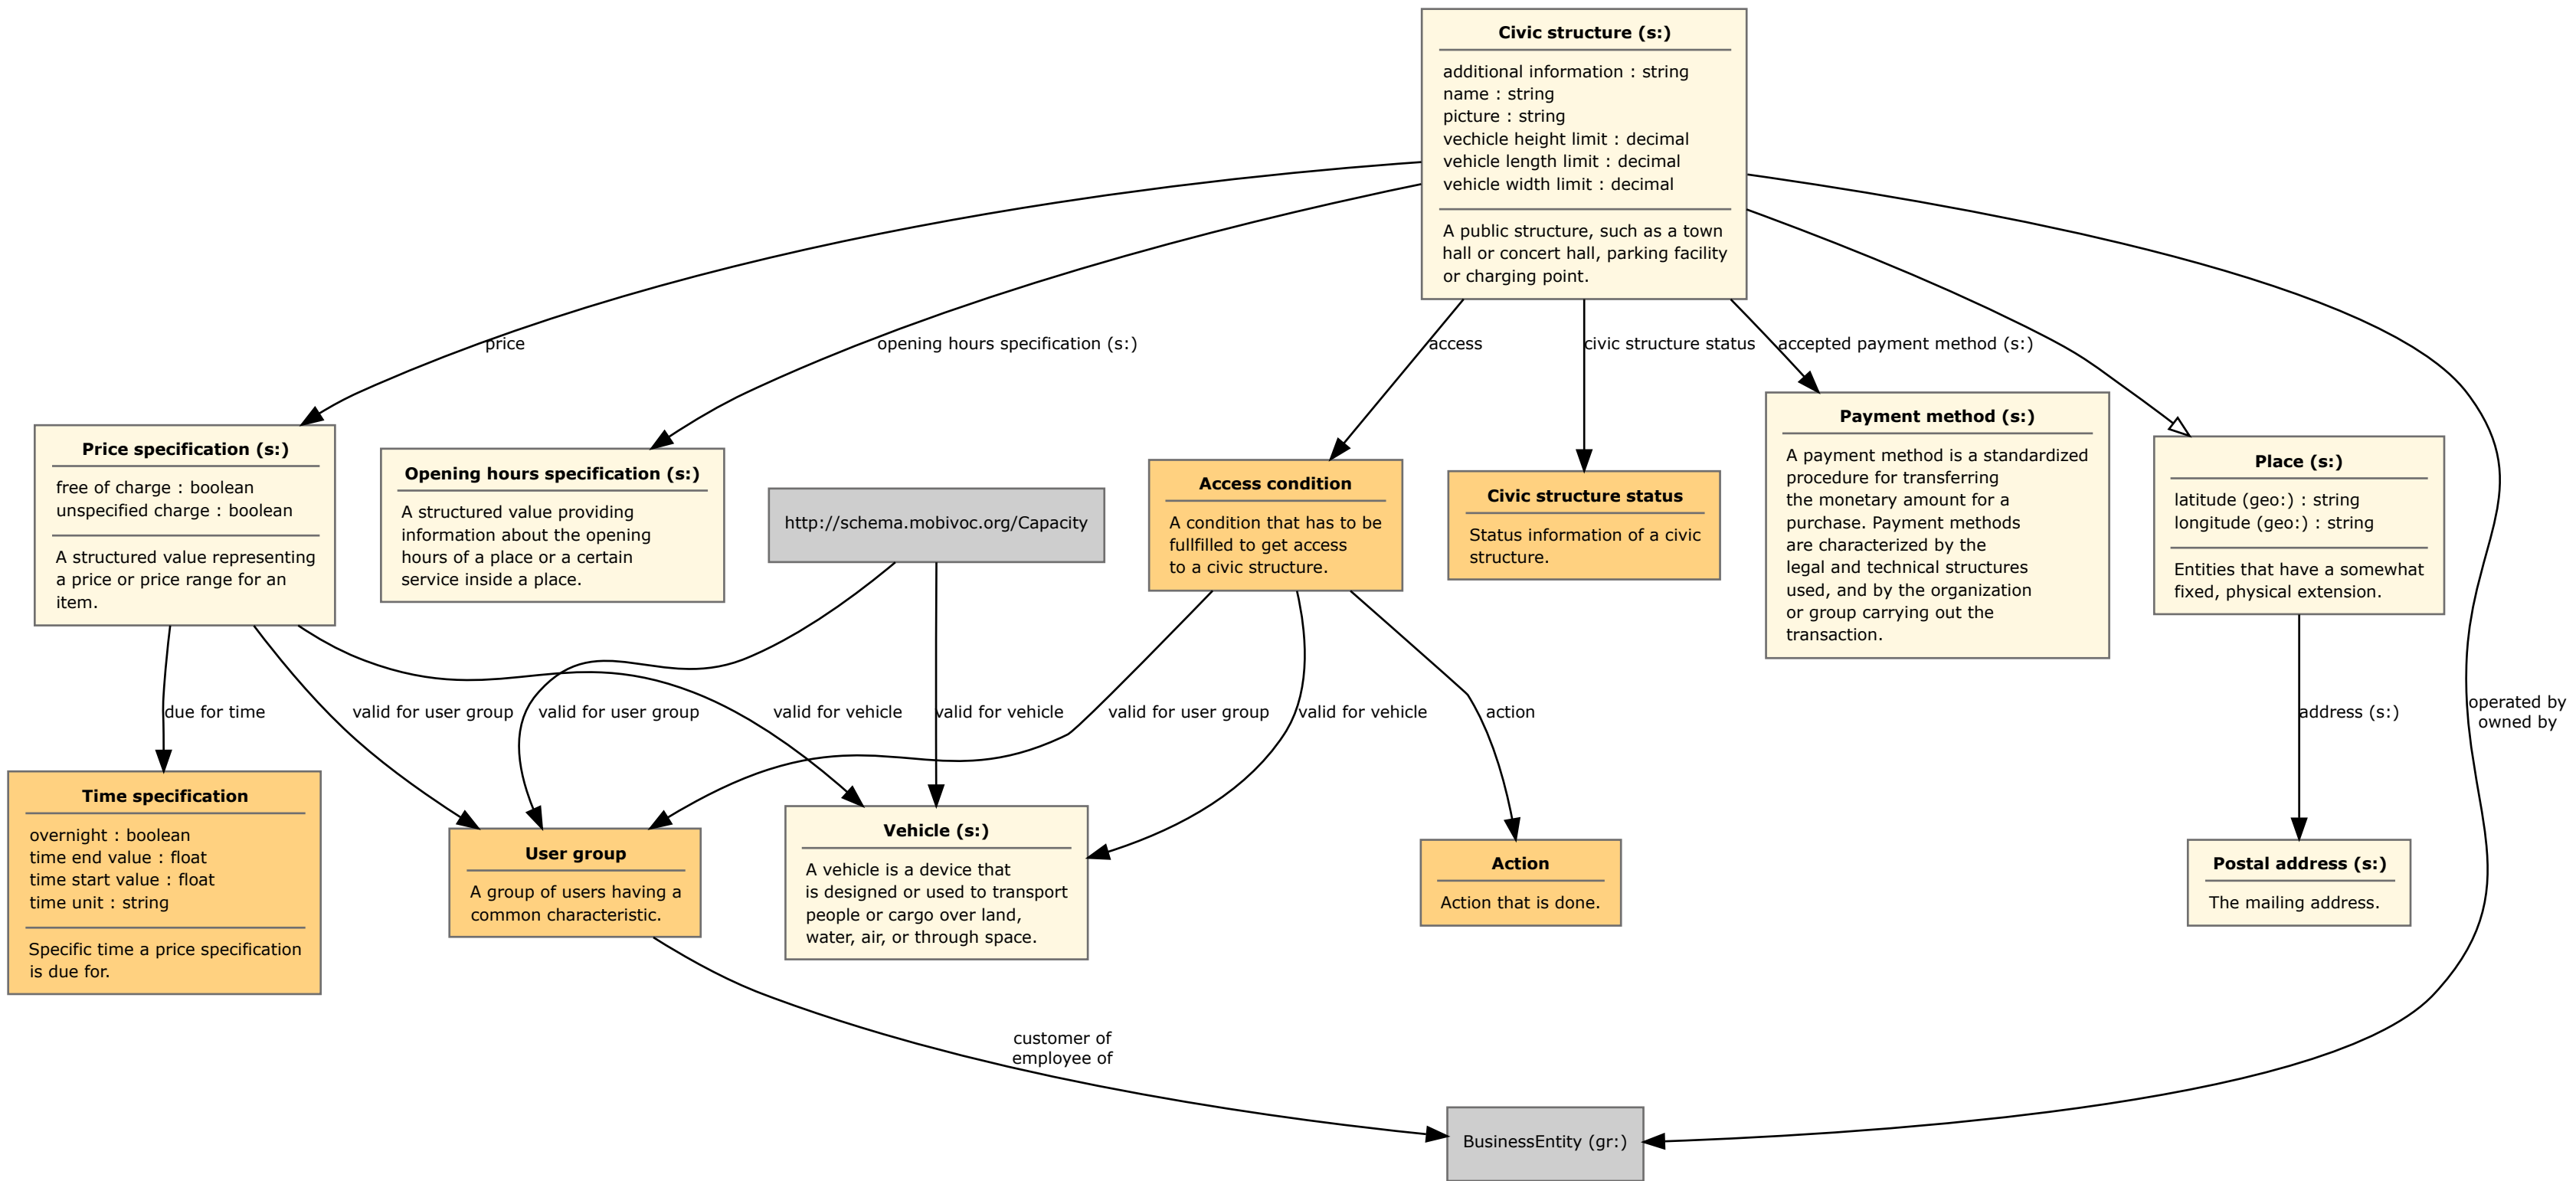 Civic structure (s:)
additional information : string
name : string
picture : string
vechicle height limit : decimal
vehicle length limit : decimal
vehicle width limit : decimal
A public structure, such as a town
hall or concert hall, parking facility
or charging point.
price
opening hours specification (s:)
access
civic structure status
accepted payment method (s:)
Price specification (s:)
free of charge : boolean
unspecified charge : boolean
A structured value representing
a price or price range for an
item.
Opening hours specification (s:)
A structured value providing
information about the opening
hours of a place or a certain
service inside a place.
http://schema.mobivoc.org/Capacity
Access condition
A condition that has to be
fullfilled to get access
to a civic structure.
Civic structure status
Status information of a civic
structure.
Payment method (s:)
A payment method is a standardized
procedure for transferring
the monetary amount for a
purchase. Payment methods
are characterized by the
legal and technical structures
used, and by the organization
or group carrying out the
transaction.
Place (s:)
latitude (geo:) : string
longitude (geo:) : string
Entities that have a somewhat
fixed, physical extension.
due for time
valid for user group
valid for user group
valid for vehicle
valid for vehicle
valid for user group
valid for vehicle
action
address (s:)
operated by
owned by
Time specification
overnight : boolean
time end value : float
time start value : float
time unit : string
Specific time a price specification
is due for.
User group
A group of users having a
common characteristic.
Vehicle (s:)
A vehicle is a device that
is designed or used to transport
people or cargo over land,
water, air, or through space.
Action
Action that is done.
Postal address (s:)
The mailing address.
customer of
employee of
BusinessEntity (gr:)